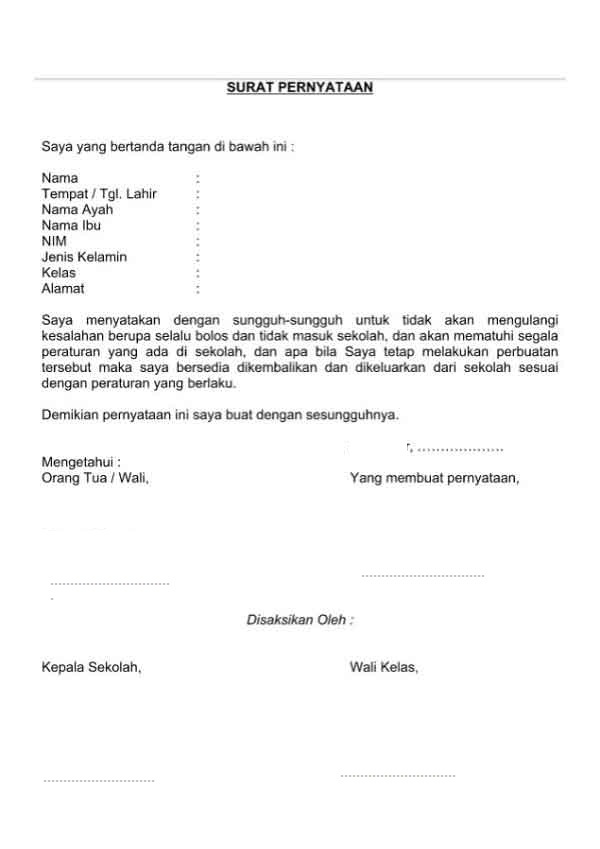 SURAT PERNYATAAN
Saya yang bertanda tangan di bawah ini :
Nama :
Tempat / Tgl. Lahir :
Nama Ayah :
Nama Ibu :
NIM :
Jenis Kelamin :
Kelas :
Alamat :
Saya menyatakan dengan sungguh-sungguh untuk tidak akan mengulangi
kesalahan berupa selalu bolos dan tidak masuk sekolah, dan akan mematuhi segala
peraturan yang ada di sekolah, dan apa bila Saya tetap melakukan perbuatan
tersebut maka saya bersedia dikembalikan dan dikeluarkan dari sekolah sesuai
dengan peraturan yang berlaku.
Demikian pernyataan ini saya buat dengan sesungguhnya.
, ...................
Mengetahui :
Orang Tua / Wali, Yang membuat pernyataan,
.............................. ...............................
.
Disaksikan Oleh :
Kepala Sekolah, Wali Kelas,
............................ .............................